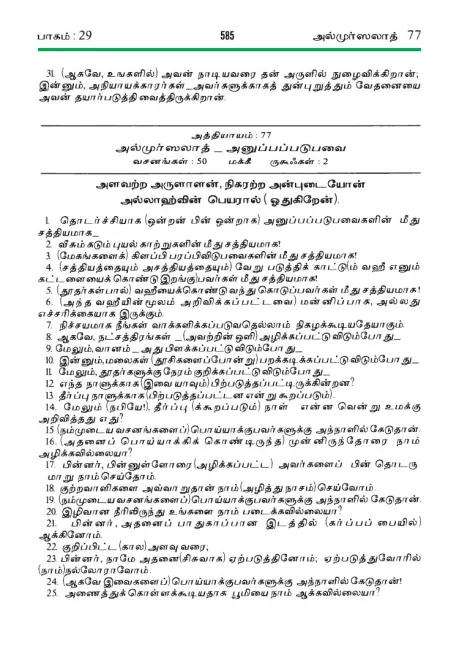 பாகம் : 29
585
அல்முர்ஸலாத் 77
31. (ஆகவே, உங்களில்) அவன் நாடியவரை தன் அருளில் நுழைவிக்கிறான்;
இன்னும், அநியாயக்காரர்கள் _அவர்களுக்காகத் துன்புறுத்தும் வேதனையை
அவன் தயார்படுத்தி வைத்திருக்கிறான்.
அத்தியாயம் : 77
அல்முர்ஸலாத் _ அனுப்பப்படுபவை
வசனங்கள் : 50 மக்கீ ருகூஃகள் : 2
அளவற்ற அருளாளன், நிகரற்ற அன்புடையோன்
அல்லாஹ்வின் பெயரால் ( ஓதுகிறேன்).
1. தொடர்ச்சியாக (ஒன்றன் பின் ஒன்றாக) அனுப்பப்படுபவைகளின் மீது
சத்தியமாக_
2. வீசும் கடும் புயல் காற்றுகளின் மீது சத்தியமாக!
3. (மேகங்களைக்) கிளப்பி பரப்பிவிடுபவைகளின் மீது சத்தியமாக!
4. (சத்தியத்தையும் அசத்தியத்தையும்) வேறு படுத்திக் காட்டும் வஹீ எனும்
கட்டளையைக் கொண்டு இறங்கு)பவர்கள் மீது சத்தியமாக!
5. (தூதர்கள்பால்) வஹீயைக்கொண்டு வந்து கொடுப்பவர்கள் மீது சத்தியமாக!
6. (அந்த வஹீயின்மூலம் அறிவிக்கப்பட்டவை) மன்னிப்பாக, அல்லது
எச்சரிக்கையாக இருக்கும்.
7. நிச்சயமாக நீங்கள் வாக்களிக்கப்படுவதெல்லாம் நிகழக்கூடியதேயாகும்.
8. ஆகவே, நட்சத்திரங்கள் _(அவற்றின் ஒளி) அழிக்கப்பட்டு விடும்போது_
9. மேலும், வானம் _ அது பிளக்கப்பட்டு விடும்போது_
10. இன்னும்,மலைகள் (தூசிகளைப்போன்று)பறக்கடிக்கப்பட்டு விடும்போது_
11. மேலும், தூதர்களுக்கு நேரம் குறிக்கப்பட்டு விடும்போது_
12. எந்த நாளுக்காக (இவை யாவும்) பிற்படுத்தப்பட்டிருக்கின்றன?
13 தீர்ப்பு நாளுக்காக (பிற்படுத்தப்பட்டன என்று கூறப்படும்).
14. மேலும் (நபியே!), தீர்ப்பு (க்கூறப்படும்) நாள் என்ன வென்று உமக்கு
அறிவித்தது எது?
15 (நம்முடைய வசனங்களைப்) பொய்யாக்குபவர்களுக்கு அந்நாளில் கேடுதான்.
16. (அதனைப் பொய்யாக்கிக் கொண்டிருந்த) முன்னிருந்தோரை நாம்
அழிக்கவில்லையா?
17. பின்னர், பின்னுள்ளோரை (அழிக்கப்பட்ட) அவர்களைப் பின் தொடரு
மாறு நாம் செய்தோம்.
18. குற்றவாளிகளை அவ்வாறுதான் நாம் (அழித்து நாசம்) செய்வோம்.
19. (நம்முடைய வசனங்களைப்)பொய்யாக்குபவர்களுக்கு அந்நாளில் கேடுதான்.
20. இழிவான நீரிலிருந்து உங்களை நாம் படைக்கவில்லையா?
21. பின்னர், அதனைப் பாதுகாப்பான இடத்தில் (கர்ப்பப் பையில்)
ஆக்கினோம்.
22. குறிப்பிட்ட (கால) அளவு வரை;
23. பின்னர், நாமே அதனை(சிசுவாக) ஏற்படுத்தினோம்; ஏற்படுத்துவோரில்
(நாம்)நல்லோராவோம்.
24. (ஆகவே இவைகளைப்) பொய்யாக்குபவர்களுக்கு அந்நாளில் கேடுதான்!
25. அணைத்துக் கொள்ளக்கூடியதாக பூமியை நாம் ஆக்கவில்லையா?